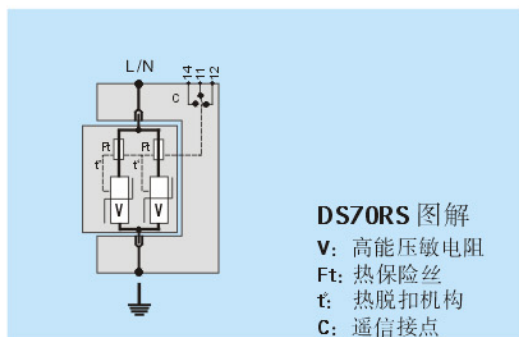 L/N
14 11 12
C
Ft Ft
t° t°
V V
DS70RS 图解
V: 高能压敏电阻
Ft: 热保险丝
t°: 热脱扣机构
C: 遥信接点